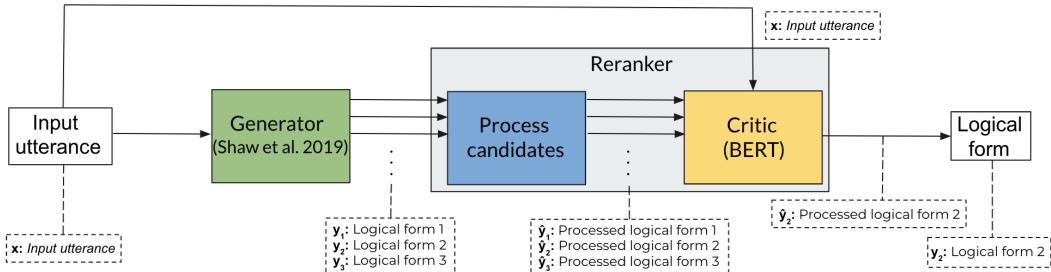 x: Input utterance
Reranker
Input
utterance
Generator
(Shaw et al. 2019)
Process
candidates
Critic
(BERT)
Logical
form
x: Input utterance
y₁: Logical form 1
y₂: Logical form 2
y₃: Logical form 3
ŷ₁: Processed logical form 1
ŷ₂: Processed logical form 2
ŷ₃: Processed logical form 3
ŷ₂: Processed logical form 2
y₂: Logical form 2